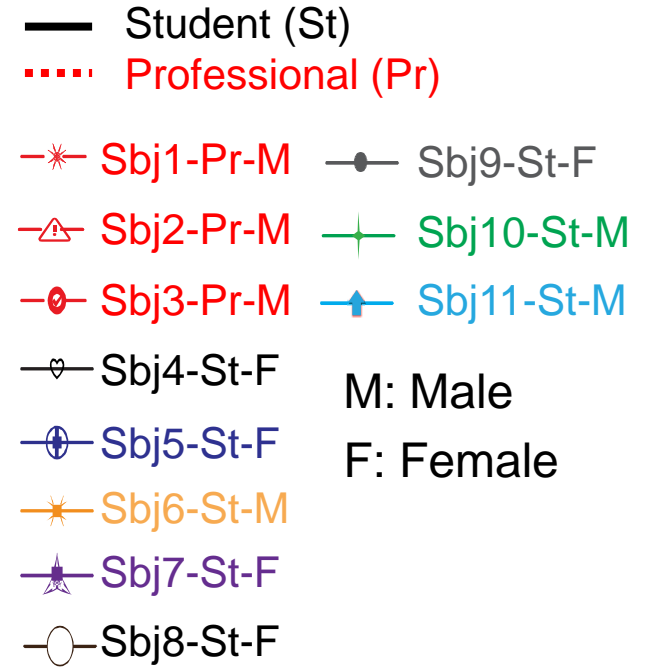 Student (St)
Professional (Pr)
Sbj1-Pr-M
Sbj2-Pr-M
Sbj3-Pr-M
Sbj4-St-F
Sbj5-St-F
Sbj6-St-M
Sbj7-St-F
Sbj8-St-F
Sbj9-St-F
Sbj10-St-M
Sbj11-St-M
M: Male
F: Female